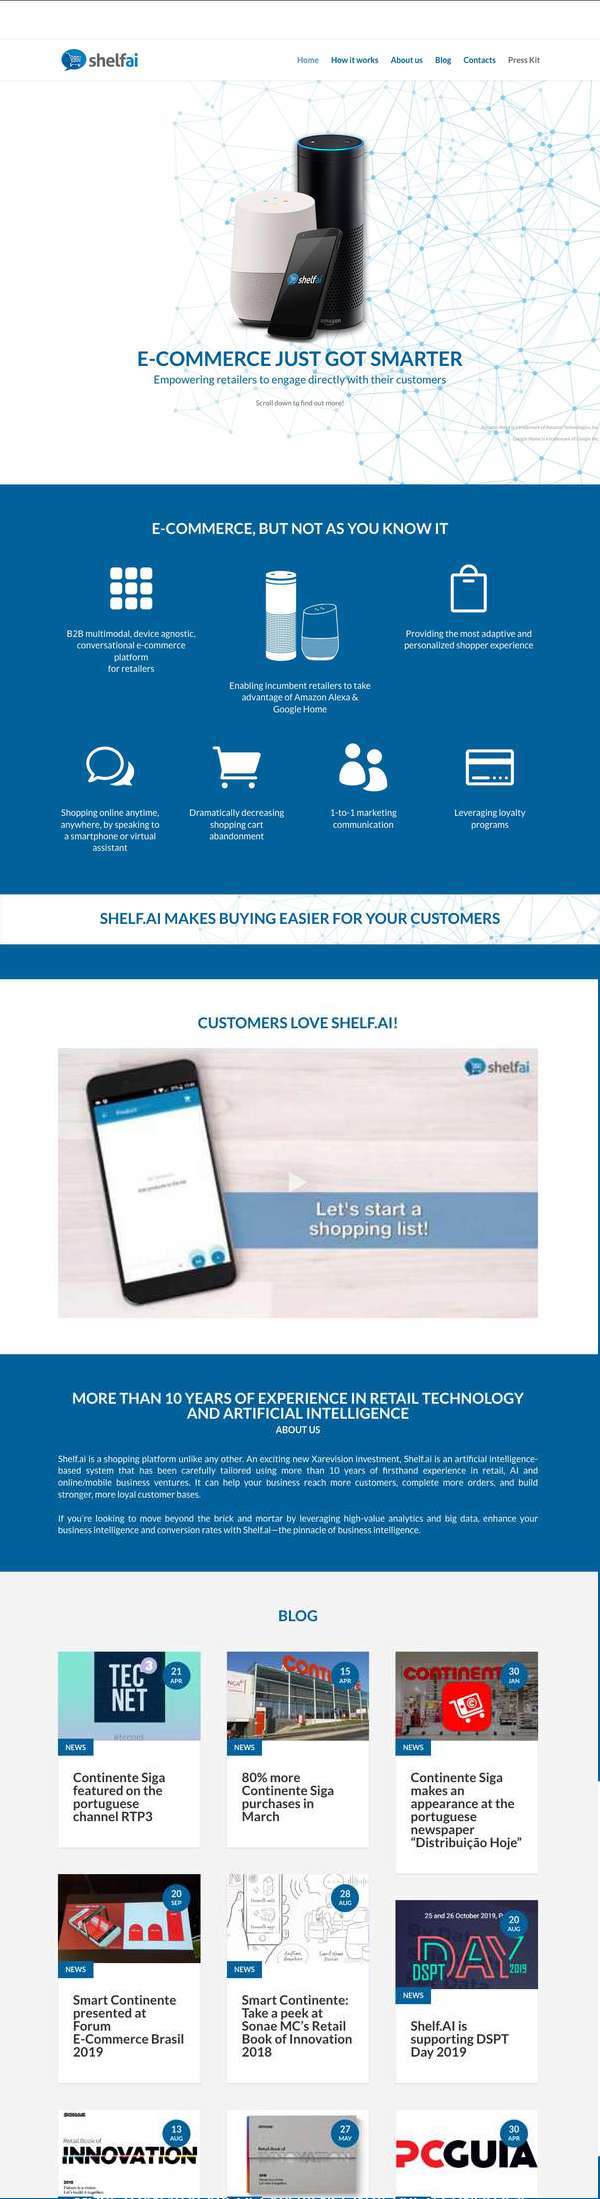 shelfai
Home How it works About us Blog Contacts Press Kit
shelfai
amazon
E-COMMERCE JUST GOT SMARTER
Empowering retailers to engage directly with their customers
Scroll down to find out more!
E-COMMERCE, BUT NOT AS YOU KNOW IT
B2B multimodal, device agnostic,
conversational e-commerce
platform
for retailers
Enabling incumbent retailers to take
advantage of Amazon Alexa &
Google Home
Providing the most adaptive and
personalized shopper experience
Shopping online anytime,
anywhere, by speaking to
a smartphone or virtual
assistant
Dramatically decreasing
shopping cart
abandonment
1-to-1 marketing
communication
Leveraging loyalty
programs
SHELF.AI MAKES BUYING EASIER FOR YOUR CUSTOMERS
CUSTOMERS LOVE SHELF.AI!
shelfai
Product
Let's start a
shopping list!
MORE THAN 10 YEARS OF EXPERIENCE IN RETAIL TECHNOLOGY
AND ARTIFICIAL INTELLIGENCE
ABOUT US
Shelf.ai is a shopping platform unlike any other. An exciting new Xarevision investment, Shelf.ai is an artificial intelligence-
based system that has been carefully tailored using more than 10 years of firsthand experience in retail, AI and
online/mobile business ventures. It can help your business reach more customers, complete more orders, and build
stronger, more loyal customer bases.
If you're looking to move beyond the brick and mortar by leveraging high-value analytics and big data, enhance your
business intelligence and conversion rates with Shelf.ai—the pinnacle of business intelligence.
BLOG
TEC
NET
3
21
APR
NEWS
Continente Siga
featured on the
portuguese
channel RTP3
CONTI
15
APR
NEWS
80% more
Continente Siga
purchases in
March
CONTINENT
30
JAN
NEWS
Continente Siga
makes an
appearance at the
portuguese
newspaper
“Distribuição Hoje”
20
SEP
NEWS
Smart Continente
presented at
Forum
E-Commerce Brasil
2019
28
AUG
NEWS
Smart Continente:
Take a peek at
Sonae MC’s Retail
Book of Innovation
2018
25 and 26 October 2019, P
DSPT DAY 2019
20
AUG
NEWS
Shelf.AI is
supporting DSPT
Day 2019
SONAE
Retail Book of
INNOVATION
2018
13
AUG
Retail Book of
INNOVATION
27
MAY
PCGUIA
30
APR